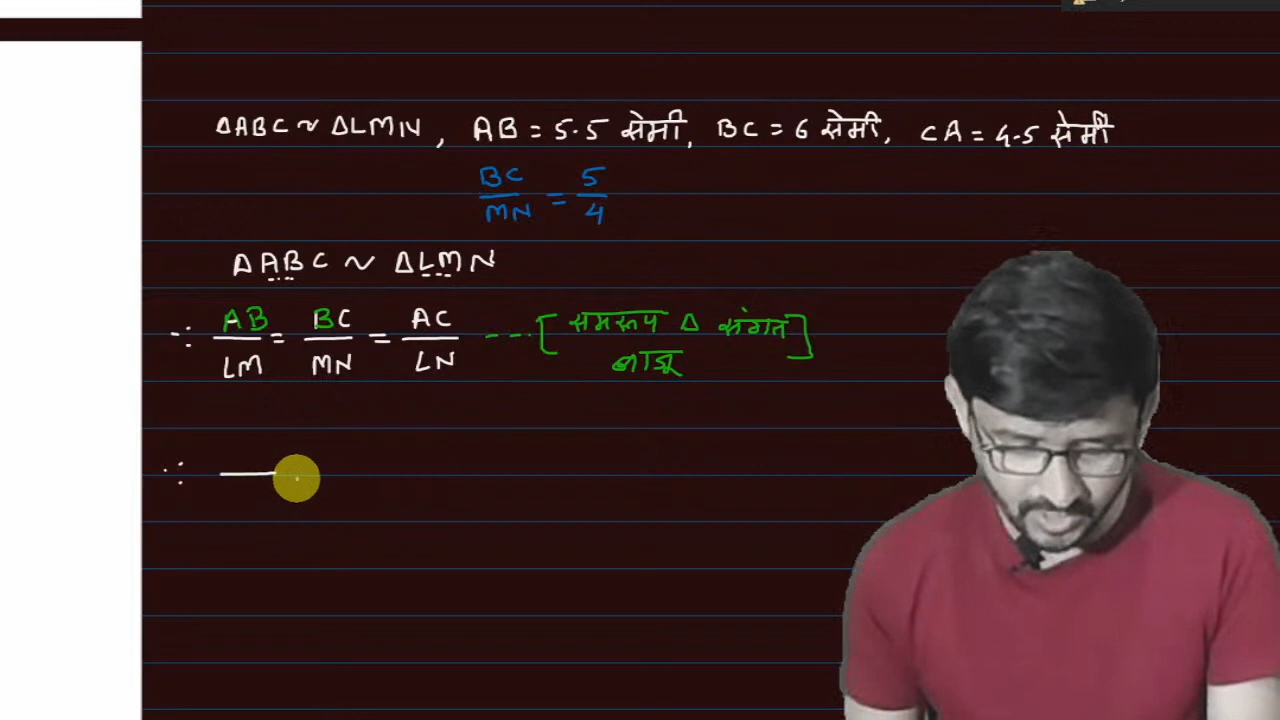 ΔABC ~ ΔLMN, AB = 5.5 सेमी, BC = 6 सेमी, CA = 4.5 सेमी
BC/MN = 5/4
ΔABC ~ ΔLMN
∴ AB/LM = BC/MN = AC/LN ---[समरूप Δ संगत
बाजू]
∴